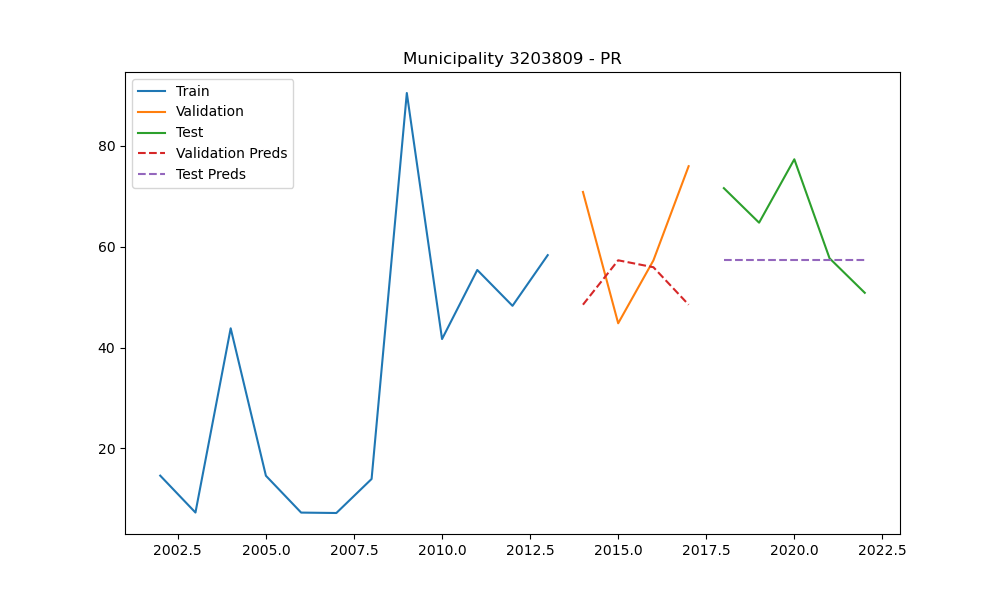 Municipality 3203809 - PR
Train
Validation
Test
Validation Preds
Test Preds
80
60
40
20
2002.5 2005.0 2007.5 2010.0 2012.5 2015.0 2017.5 2020.0 2022.5